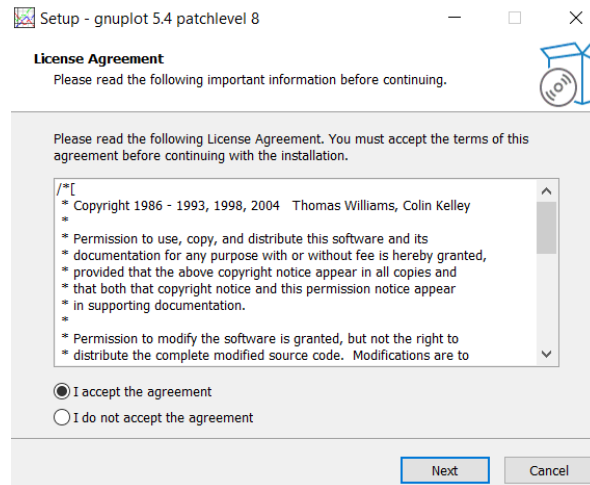 Setup - gnuplot 5.4 patchlevel 8
License Agreement
Please read the following important information before continuing.
Please read the following License Agreement. You must accept the terms of this
agreement before continuing with the installation.
/*[
* Copyright 1986 - 1993, 1998, 2004   Thomas Williams, Colin Kelley
*
* Permission to use, copy, and distribute this software and its
* documentation for any purpose with or without fee is hereby granted,
* provided that the above copyright notice appear in all copies and
* that both that copyright notice and this permission notice appear
* in supporting documentation.
*
* Permission to modify the software is granted, but not the right to
* distribute the complete modified source code.  Modifications are to
I accept the agreement
I do not accept the agreement
Next
Cancel